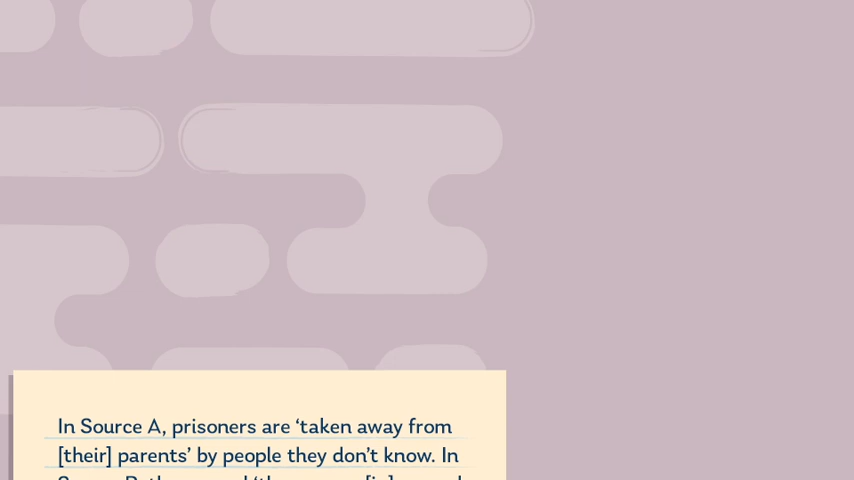 In Source A, prisoners are ‘taken away from
[their] parents’ by people they don’t know. In